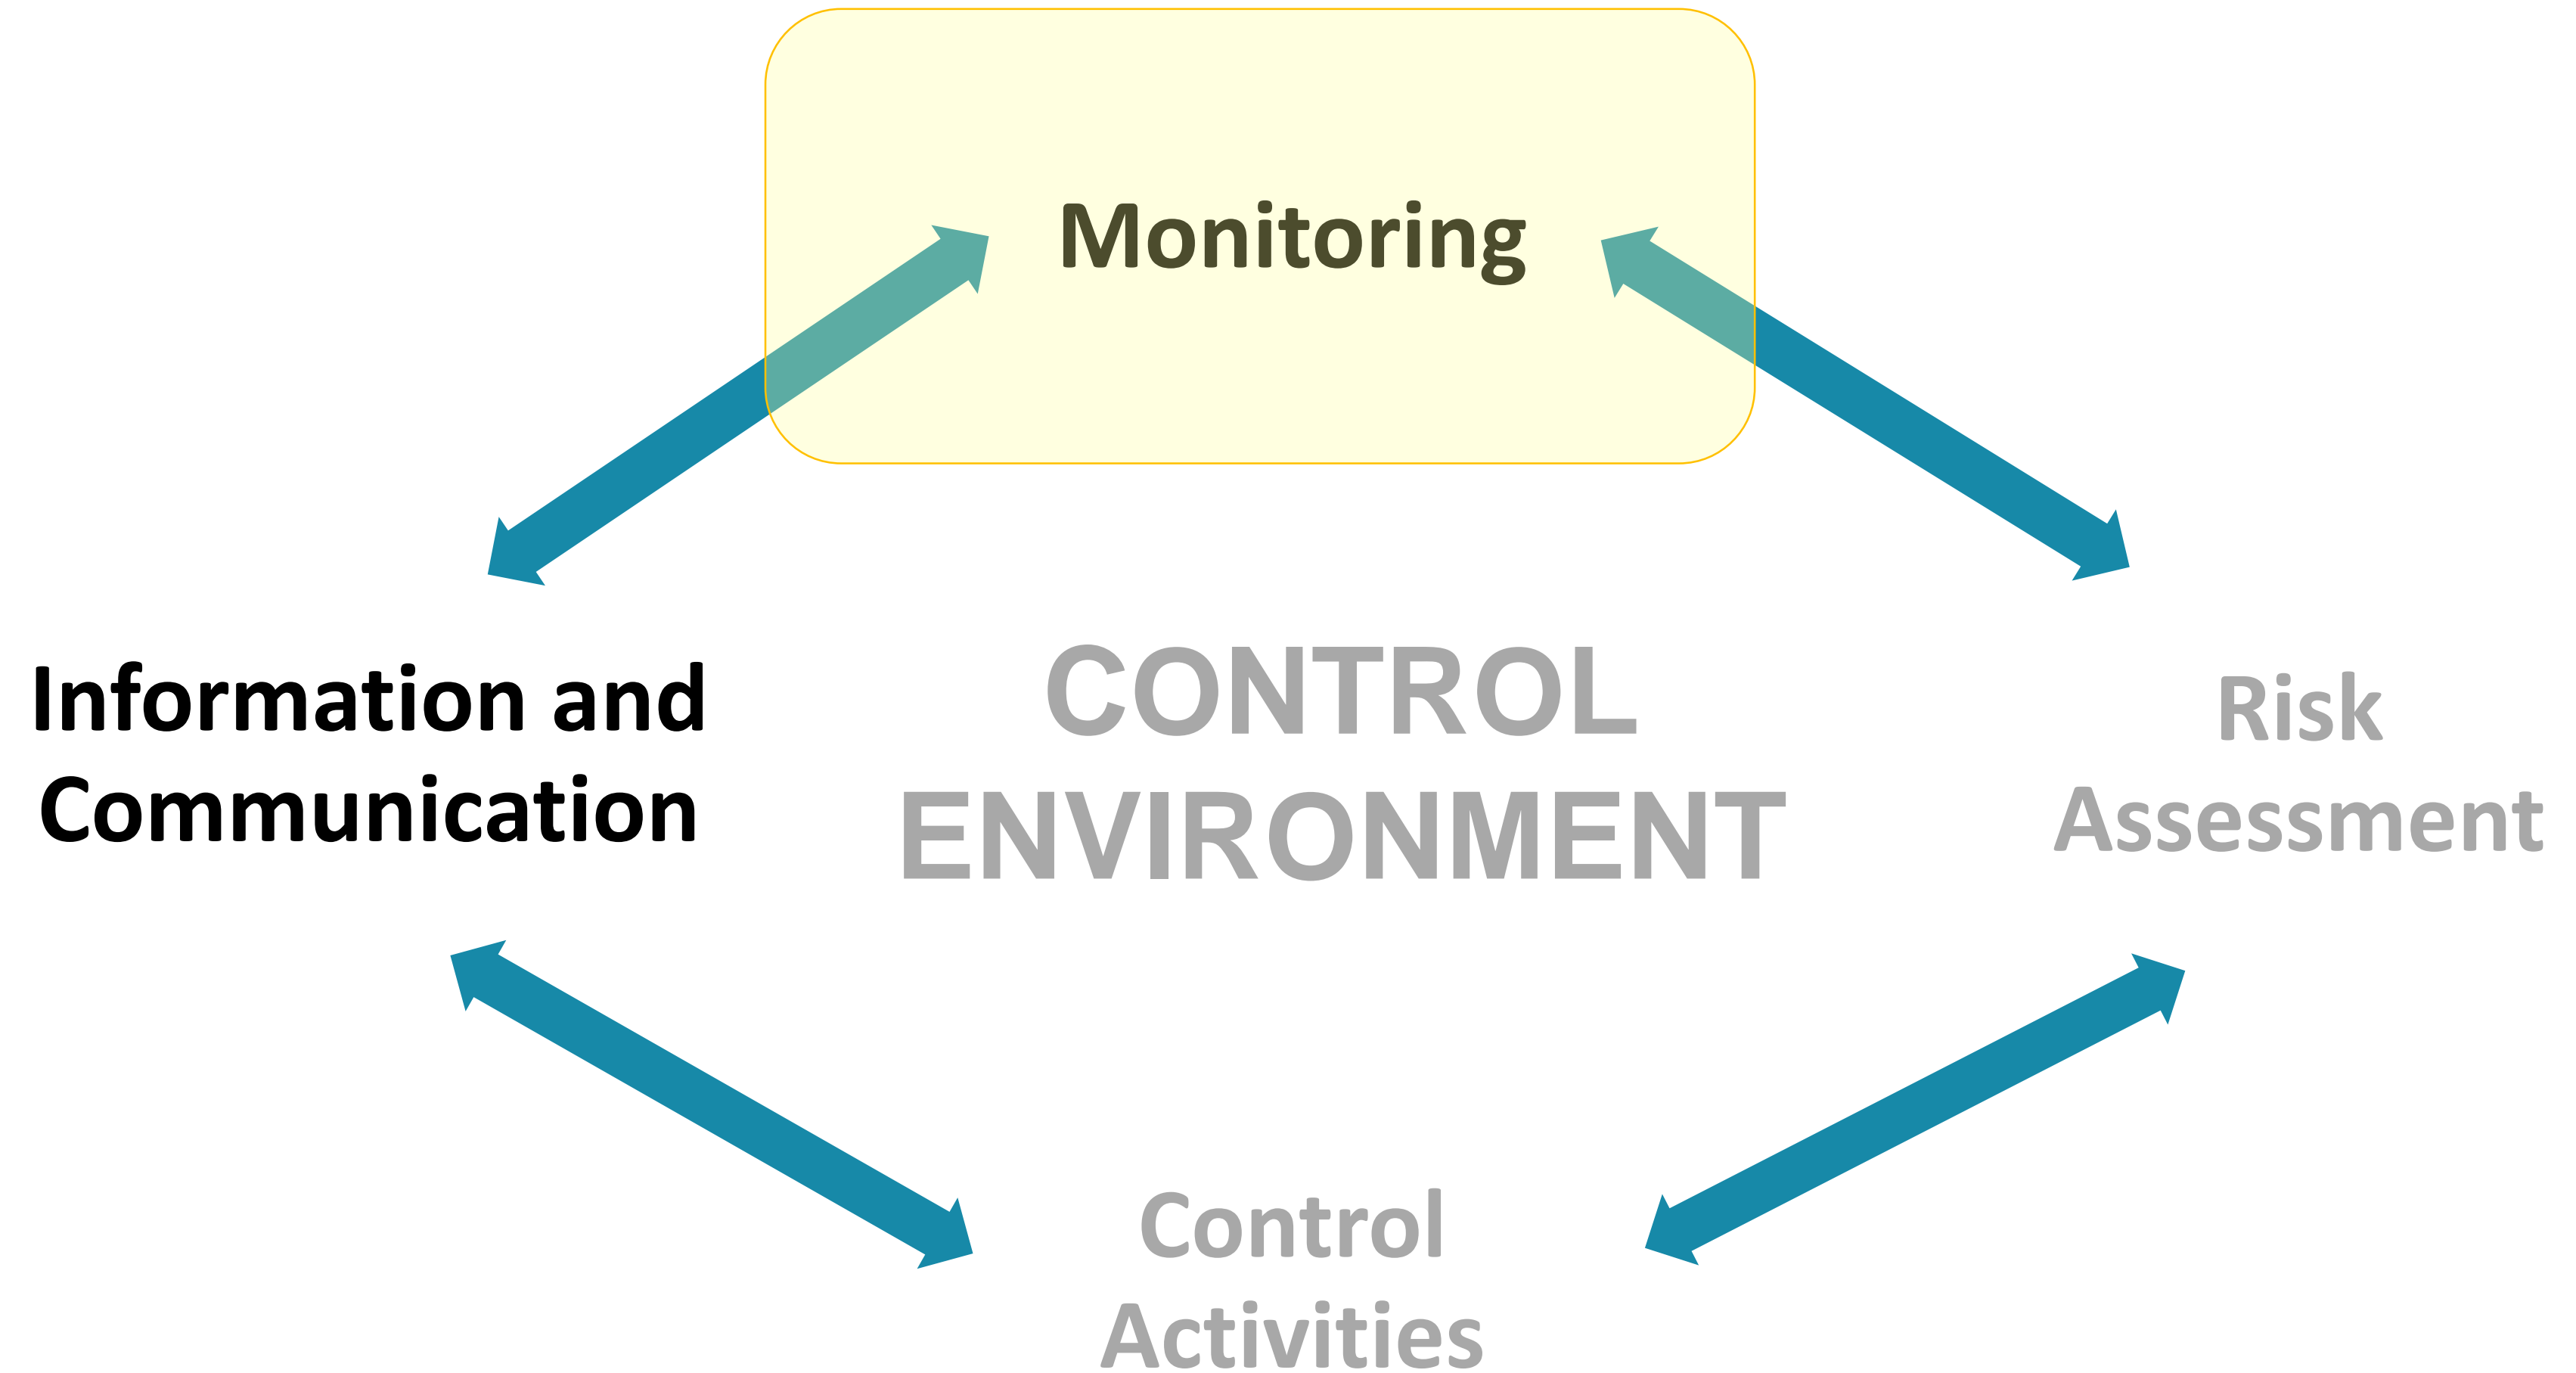 Monitoring
Information and
Communication
CONTROL
ENVIRONMENT
Risk
Assessment
Control
Activities